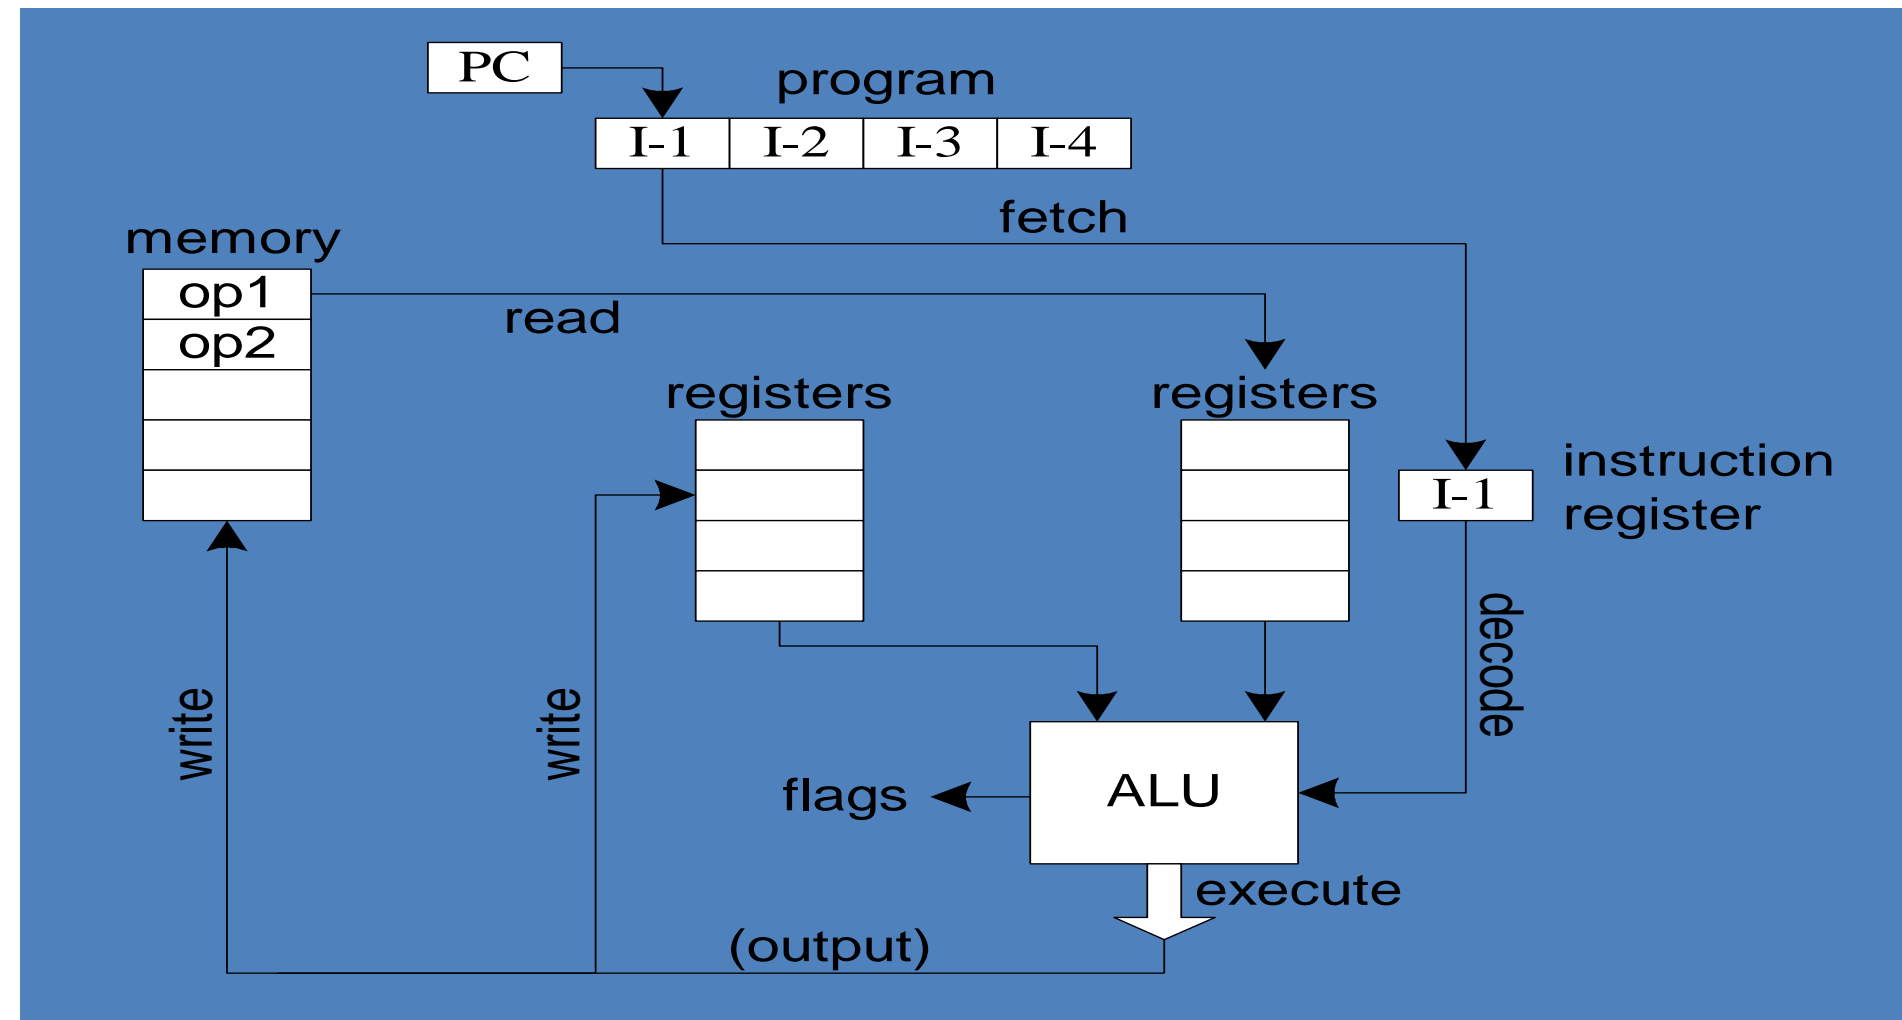 PC
program
I-1 I-2 I-3 I-4
fetch
memory
op1
op2
read
registers
registers
instruction
register
I-1
decode
write
write
flags
ALU
execute
(output)